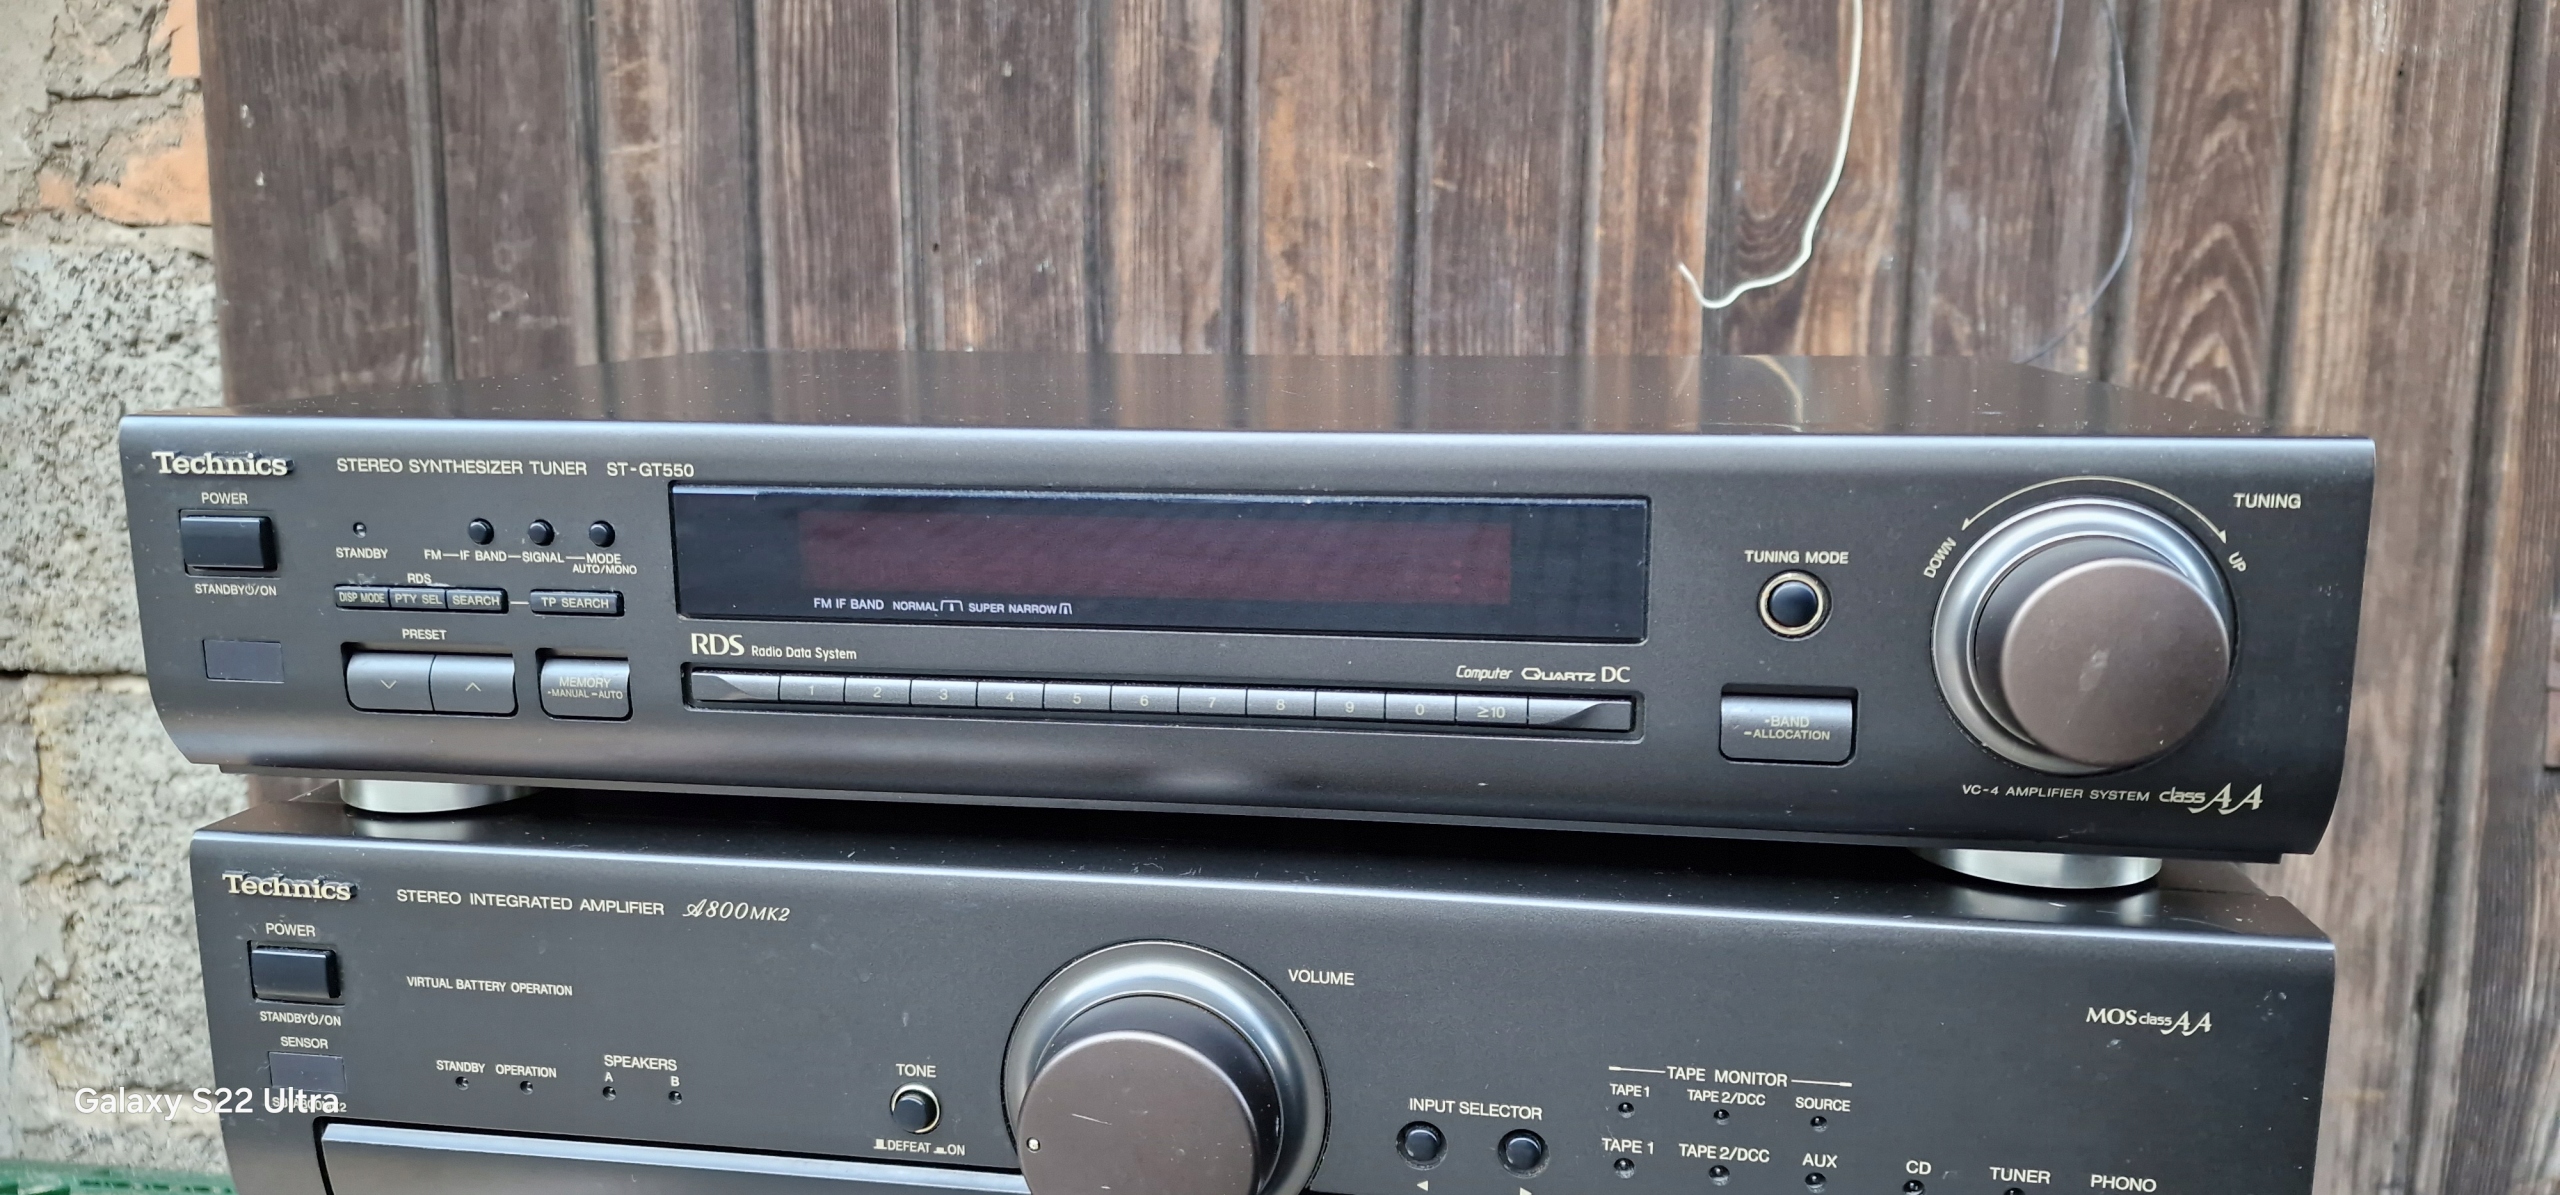 Technics STEREO SYNTHESIZER TUNER ST-GT550
POWER
STANDBY⏻/ON
STANDBY
FM—IF BAND—SIGNAL—MODE
AUTO/MONO
RDS
DISP MODE PTY SEL SEARCH TP SEARCH
PRESET
MEMORY
-MANUAL -AUTO
FM IF BAND NORMAL SUPER NARROW
RDS Radio Data System
Computer QUARTZ DC
1 2 3 4 5 6 7 8 9 0 ≥10
TUNING MODE
-BAND
-ALLOCATION
TUNING
DOWN UP
VC-4 AMPLIFIER SYSTEM class AA
Technics STEREO INTEGRATED AMPLIFIER A800MK2
POWER
STANDBY⏻/ON
SENSOR
VIRTUAL BATTERY OPERATION
STANDBY OPERATION
SPEAKERS
A B
TONE
DEFEAT ON
VOLUME
MOS class AA
INPUT SELECTOR
TAPE MONITOR
TAPE 1 TAPE 2/DCC SOURCE
TAPE 1 TAPE 2/DCC AUX CD TUNER PHONO
Galaxy S22 Ultra